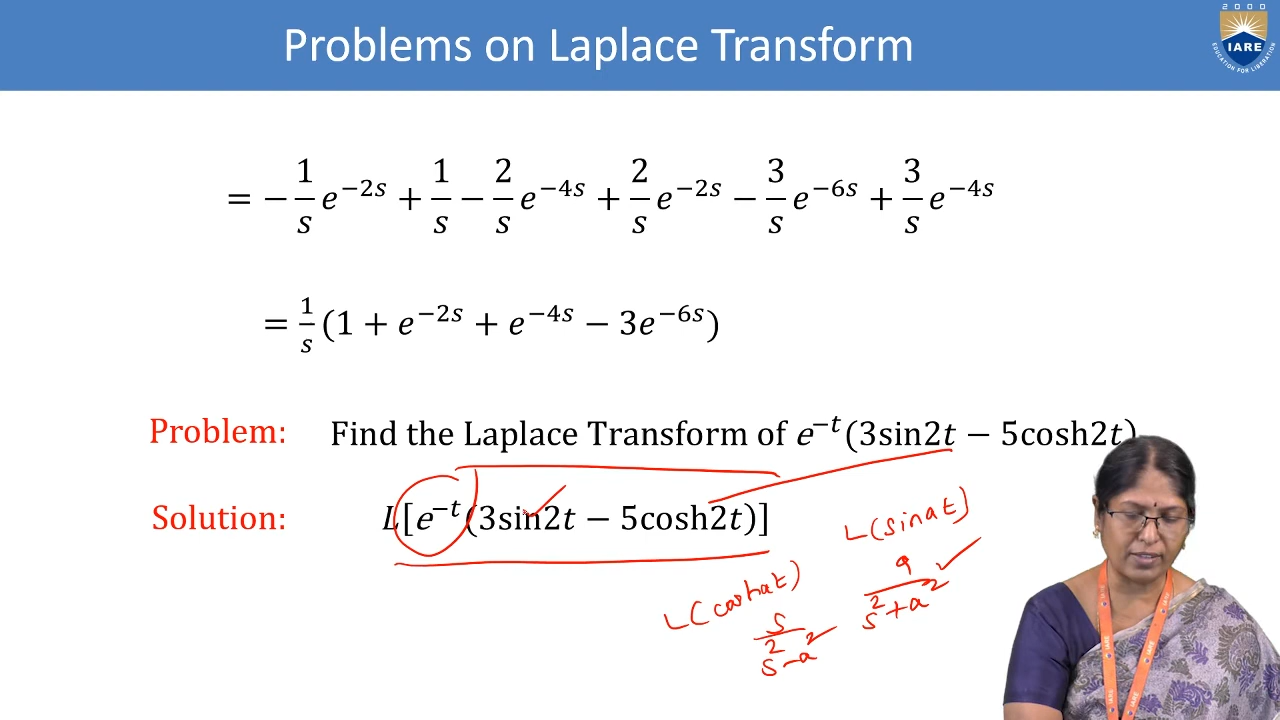 Problems on Laplace Transform
2000
IARE
EDUCATION FOR LIBERATION
= − 1/s e^{−2s} + 1/s − 2/s e^{−4s} + 2/s e^{−2s} − 3/s e^{−6s} + 3/s e^{−4s}
= 1/s (1 + e^{−2s} + e^{−4s} − 3e^{−6s})
Problem: Find the Laplace Transform of e^{−t}(3sin2t − 5cosh2t)
Solution: L[e^{−t}(3sin2t − 5cosh2t)]
L(sinat)
a/(s²+a²)
L(coshat)
s/(s²−a²)
IARE